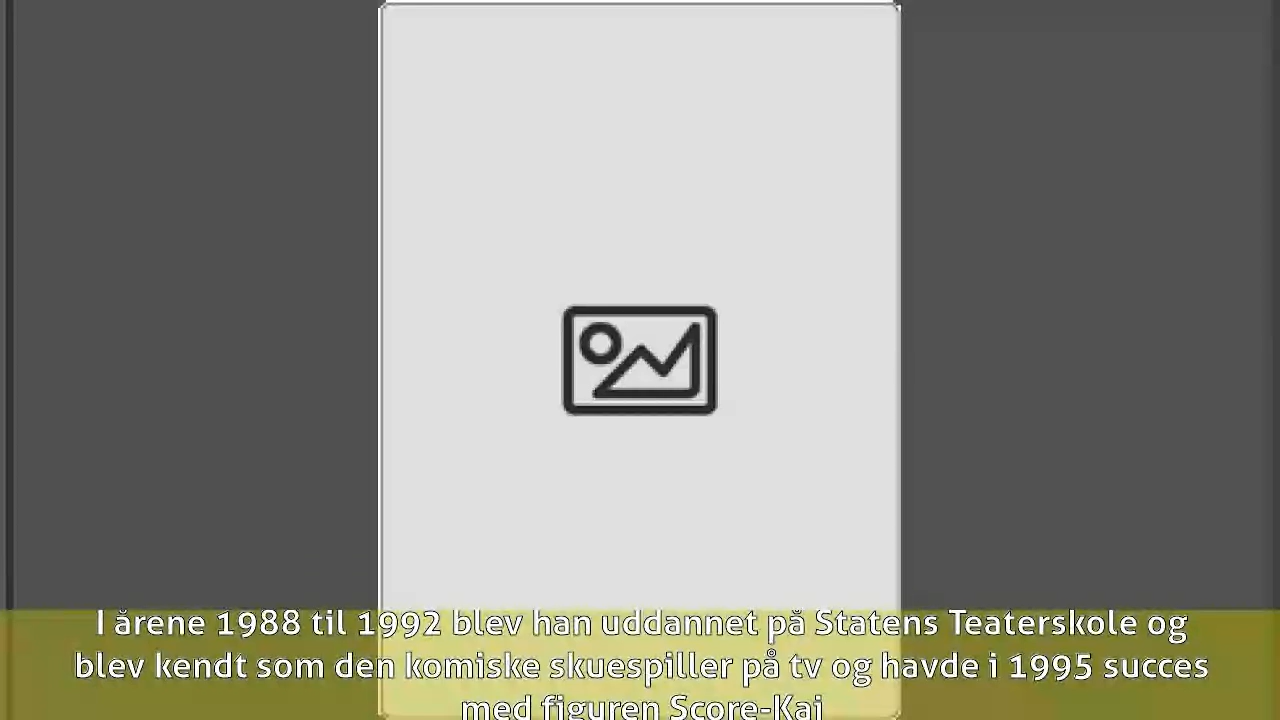 I årene 1988 til 1992 blev han uddannet på Statens Teaterskole og
blev kendt som den komiske skuespiller på tv og havde i 1995 succes
med figuren Score-Kaj